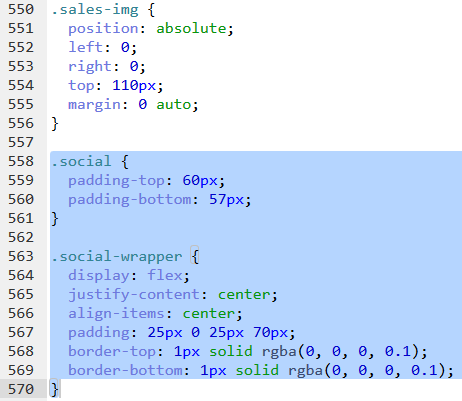 550 .sales-img {
551   position: absolute;
552   left: 0;
553   right: 0;
554   top: 110px;
555   margin: 0 auto;
556 }
557
558 .social {
559   padding-top: 60px;
560   padding-bottom: 57px;
561 }
562
563 .social-wrapper {
564   display: flex;
565   justify-content: center;
566   align-items: center;
567   padding: 25px 0 25px 70px;
568   border-top: 1px solid rgba(0, 0, 0, 0.1);
569   border-bottom: 1px solid rgba(0, 0, 0, 0.1);
570 }